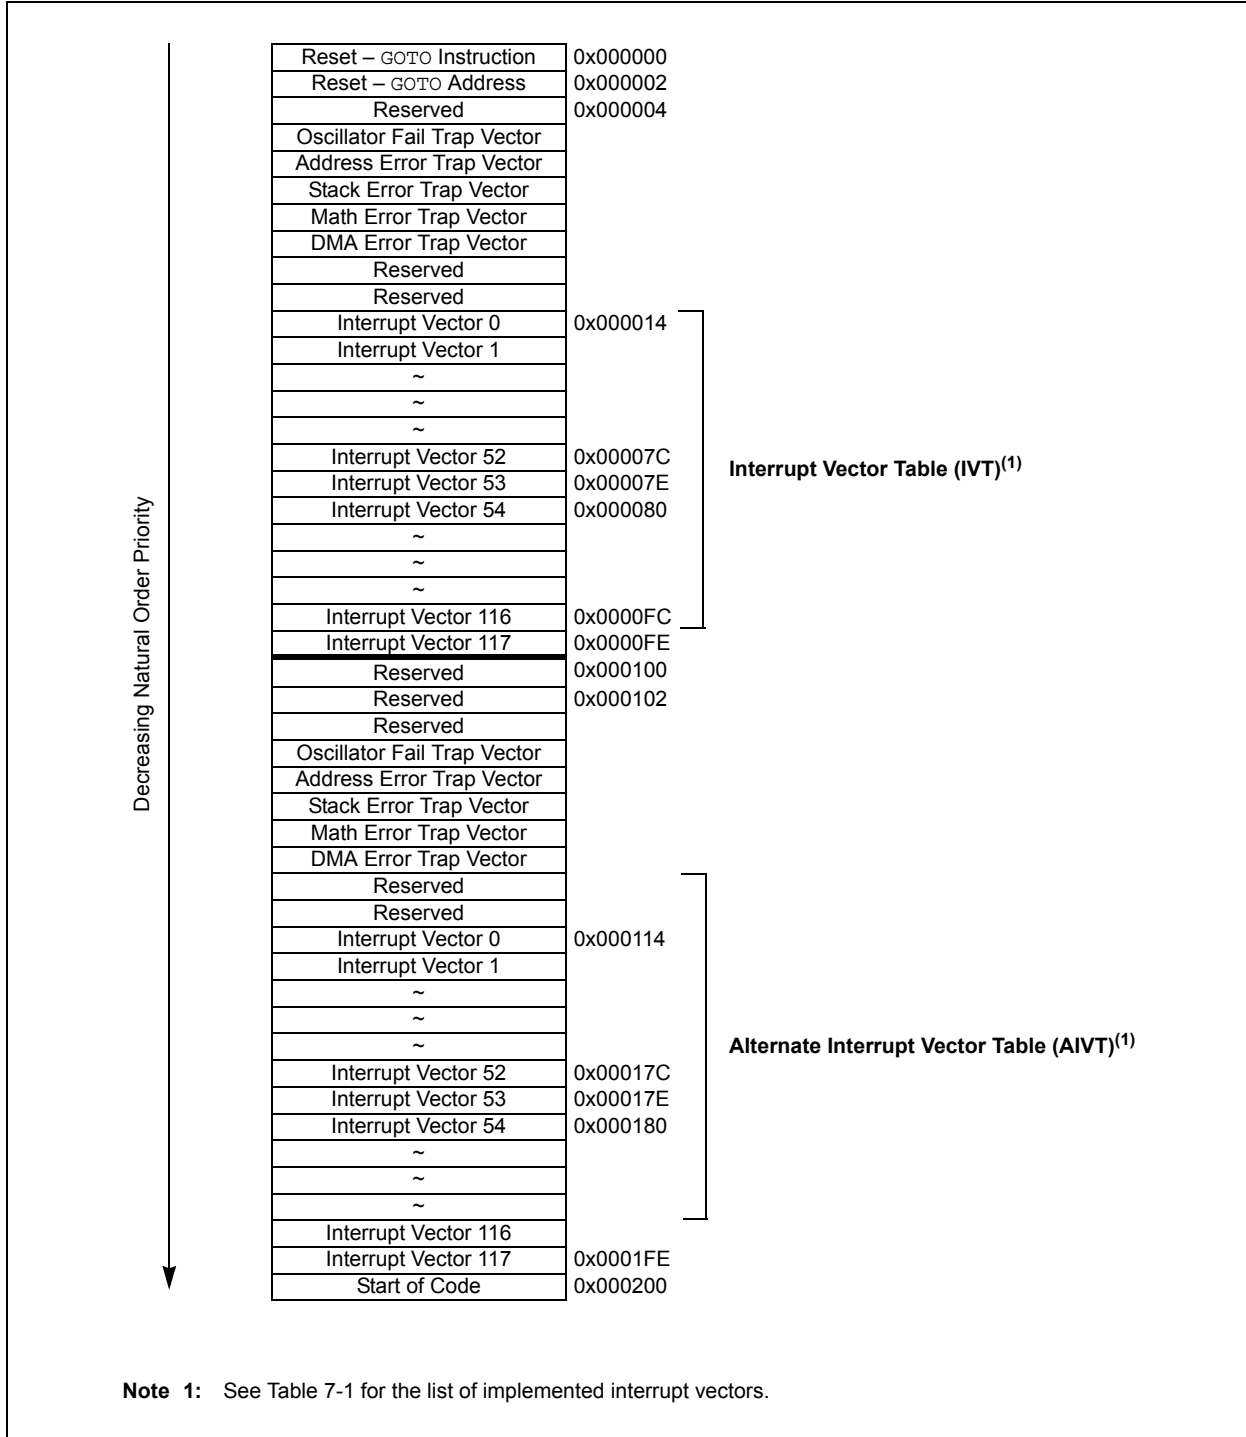 Decreasing Natural Order Priority
Reset – GOTO Instruction 0x000000
Reset – GOTO Address 0x000002
Reserved 0x000004
Oscillator Fail Trap Vector
Address Error Trap Vector
Stack Error Trap Vector
Math Error Trap Vector
DMA Error Trap Vector
Reserved
Reserved
Interrupt Vector 0 0x000014
Interrupt Vector 1
~
~
~
Interrupt Vector 52 0x00007C
Interrupt Vector Table (IVT)(1)
Interrupt Vector 53 0x00007E
Interrupt Vector 54 0x000080
~
~
~
Interrupt Vector 116 0x0000FC
Interrupt Vector 117 0x0000FE
Reserved 0x000100
Reserved 0x000102
Reserved
Oscillator Fail Trap Vector
Address Error Trap Vector
Stack Error Trap Vector
Math Error Trap Vector
DMA Error Trap Vector
Reserved
Reserved
Interrupt Vector 0 0x000114
Interrupt Vector 1
~
~
~
Alternate Interrupt Vector Table (AIVT)(1)
Interrupt Vector 52 0x00017C
Interrupt Vector 53 0x00017E
Interrupt Vector 54 0x000180
~
~
~
Interrupt Vector 116
Interrupt Vector 117 0x0001FE
Start of Code 0x000200
Note 1: See Table 7-1 for the list of implemented interrupt vectors.